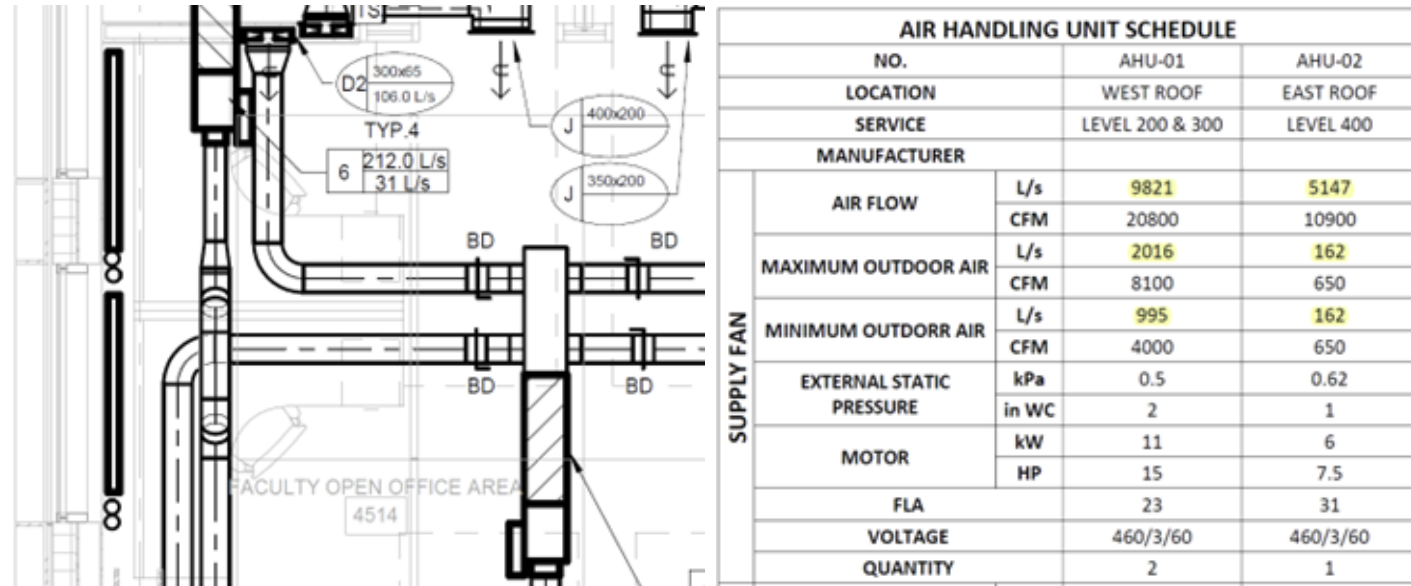 TS
D2 300x65
106.0 L/s
TYP.4
6 212.0 L/s
31 L/s
J 400x200
J 350x200
BD BD
BD BD
FACULTY OPEN OFFICE AREA
4514
AIR HANDLING UNIT SCHEDULE
NO. AHU-01 AHU-02
LOCATION WEST ROOF EAST ROOF
SERVICE LEVEL 200 & 300 LEVEL 400
MANUFACTURER
SUPPLY FAN
AIR FLOW L/s 9821 5147
CFM 20800 10900
MAXIMUM OUTDOOR AIR L/s 2016 162
CFM 8100 650
MINIMUM OUTDORR AIR L/s 995 162
CFM 4000 650
EXTERNAL STATIC PRESSURE kPa 0.5 0.62
in WC 2 1
MOTOR kW 11 6
HP 15 7.5
FLA 23 31
VOLTAGE 460/3/60 460/3/60
QUANTITY 2 1